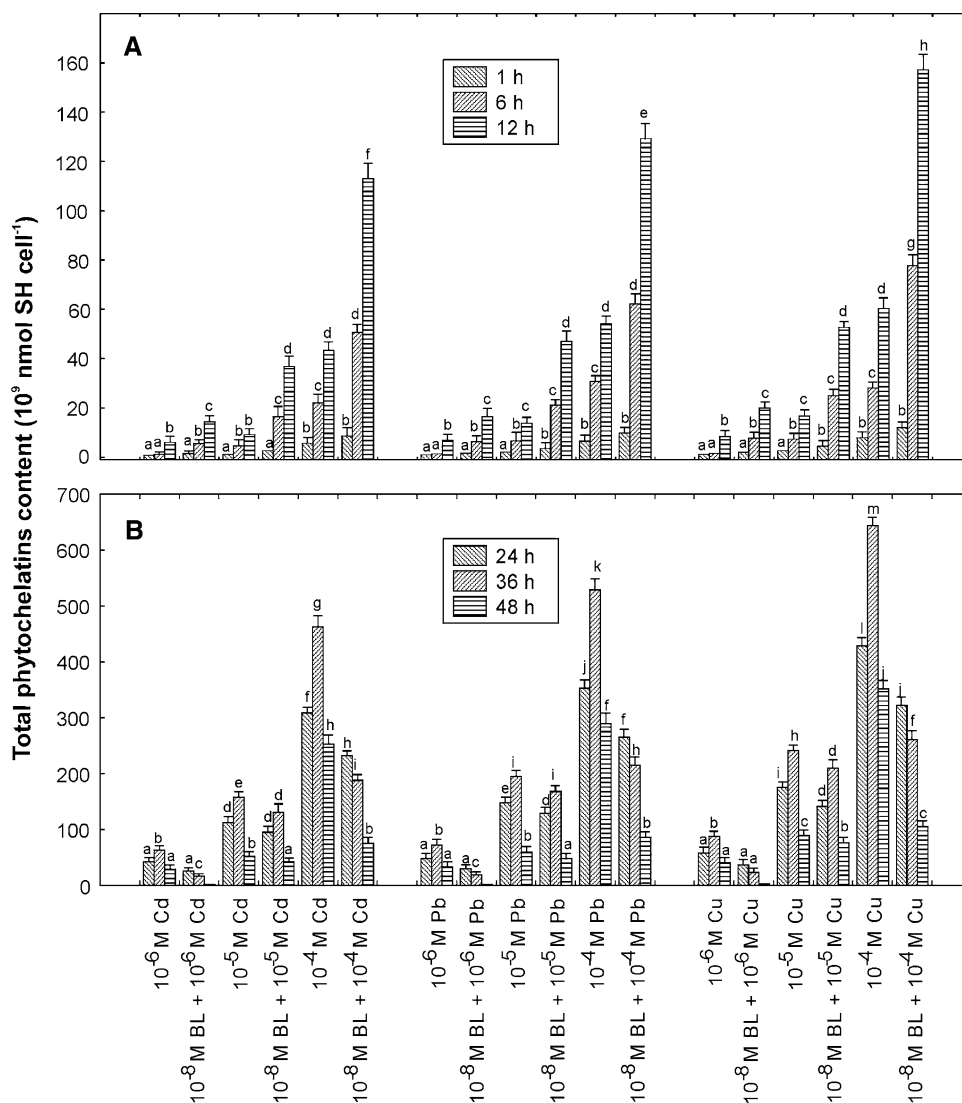 Total phytochelatins content (10⁹ nmol SH cell⁻¹)
A
1 h
6 h
12 h
160
140
120
100
80
60
40
20
0
a a b a b c a b b a c d b c d b d f
a a b a b c a b b b c d b c d b d e
a a b a b c a b c b c d b c d b g h
B
24 h
36 h
48 h
700
600
500
400
300
200
100
0
a b a a c d e b d d a f g h h i b
a b a a c e i b d i a j k f f h b
a b a a a i h c d d b l m j j f c
10⁻⁶M Cd
10⁻⁸M BL + 10⁻⁶M Cd
10⁻⁵M Cd
10⁻⁸M BL + 10⁻⁵M Cd
10⁻⁴M Cd
10⁻⁸M BL + 10⁻⁴M Cd
10⁻⁶M Pb
10⁻⁸M BL + 10⁻⁶M Pb
10⁻⁵M Pb
10⁻⁸M BL + 10⁻⁵M Pb
10⁻⁴M Pb
10⁻⁸M BL + 10⁻⁴M Pb
10⁻⁶M Cu
10⁻⁸M BL + 10⁻⁶M Cu
10⁻⁵M Cu
10⁻⁸M BL + 10⁻⁵M Cu
10⁻⁴M Cu
10⁻⁸M BL + 10⁻⁴M Cu